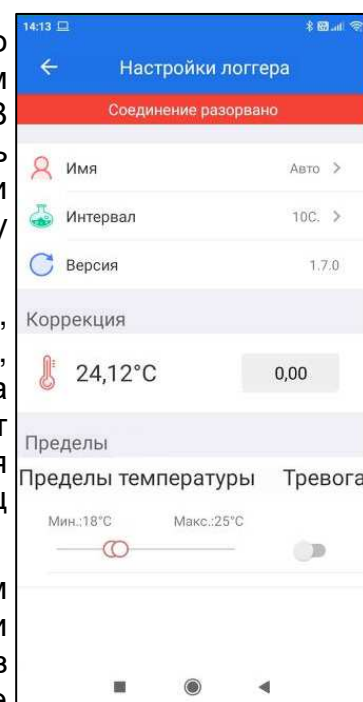 14:13
Настройки логгера
Соединение разорвано
Имя Авто >
Интервал 10С. >
Версия 1.7.0
Коррекция
24,12°C 0,00
Пределы
Пределы температуры Тревога
Мин.:18°C Макс.:25°C